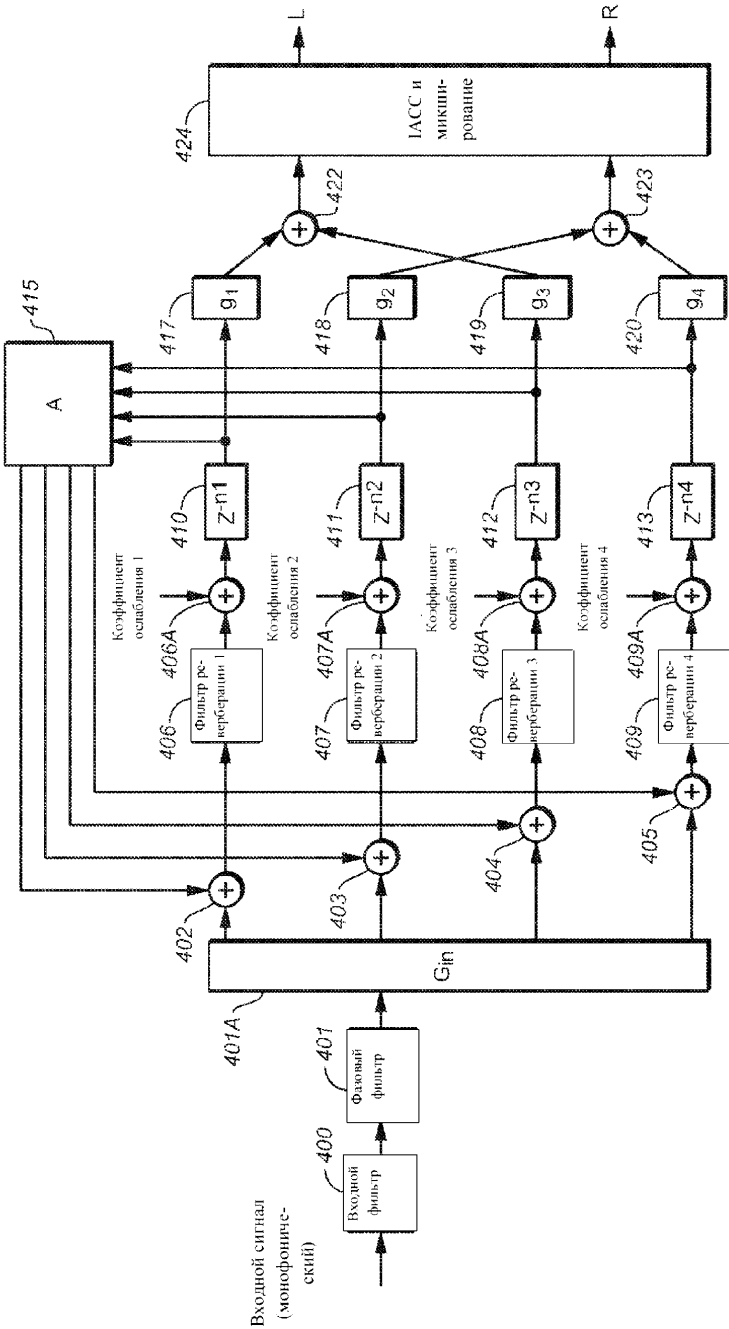 Входной сигнал
(монофониче-
ский)
400
Входной
фильтр
401
Фазовый
фильтр
401A
Gin
402
403
404
405
406
Фильтр ре-
верберации 1
407
Фильтр ре-
верберации 2
408
Фильтр ре-
верберации 3
409
Фильтр ре-
верберации 4
Коэффициент
ослабления 1
406A
Коэффициент
ослабления 2
407A
Коэффициент
ослабления 3
408A
Коэффициент
ослабления 4
409A
410
z-n1
411
z-n2
412
z-n3
413
z-n4
415
A
417
g1
418
g2
419
g3
420
g4
422
423
424
IACC и
микши-
рование
L
R